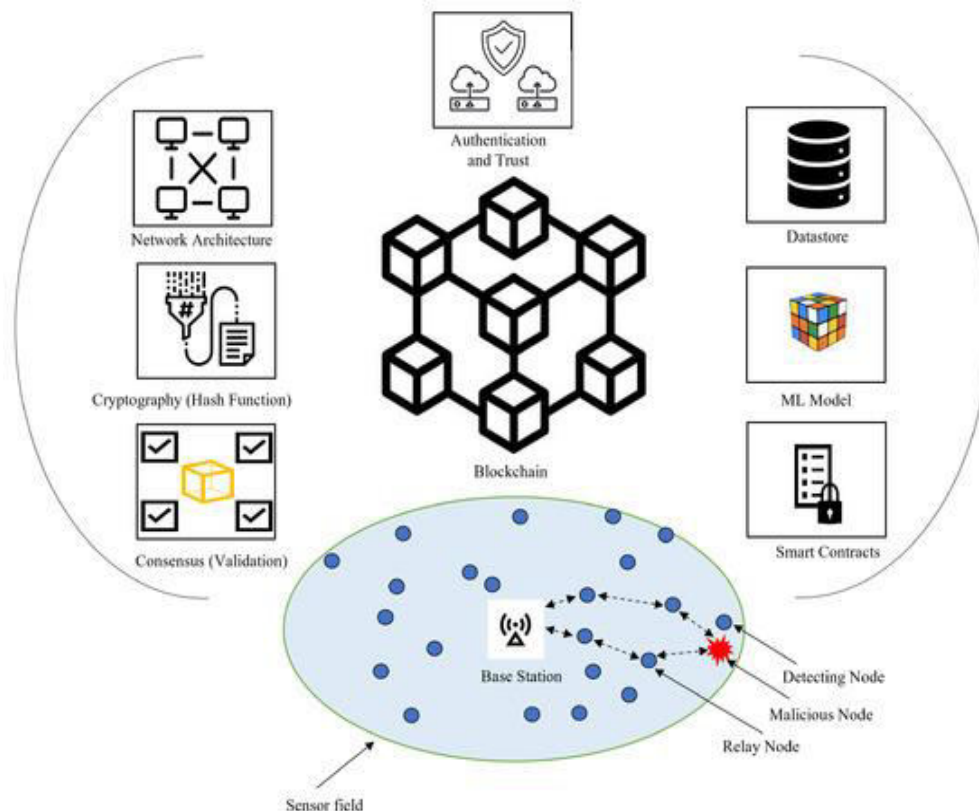 Authentication
and Trust
Network Architecture
Datastore
#
Cryptography (Hash Function)
ML Model
Blockchain
Consensus (Validation)
Smart Contracts
Base Station
Detecting Node
Malicious Node
Relay Node
Sensor field